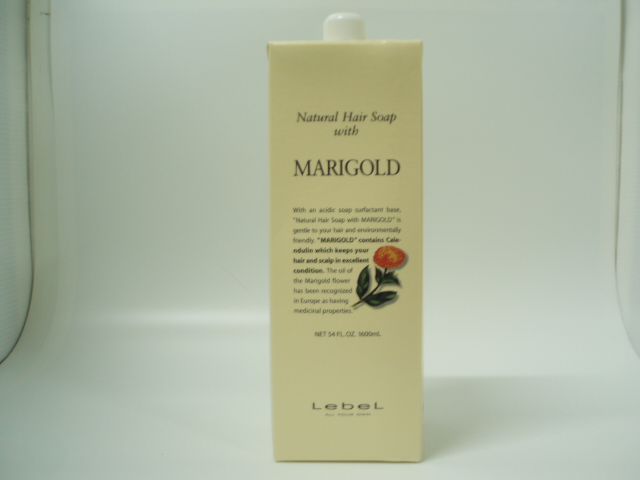 Natural Hair Soap
with
MARIGOLD
With an acidic soap surfactant base,
"Natural Hair Soap with MARIGOLD" is
gentle to your hair and environmentally
friendly. "MARIGOLD" contains Cale-
ndulin which keeps your
hair and scalp in excellent
condition. The oil of
the Marigold flower
has been recognized
in Europe as having
medicinal properties.
NET 54 FL. OZ. 1600mL
LebeL